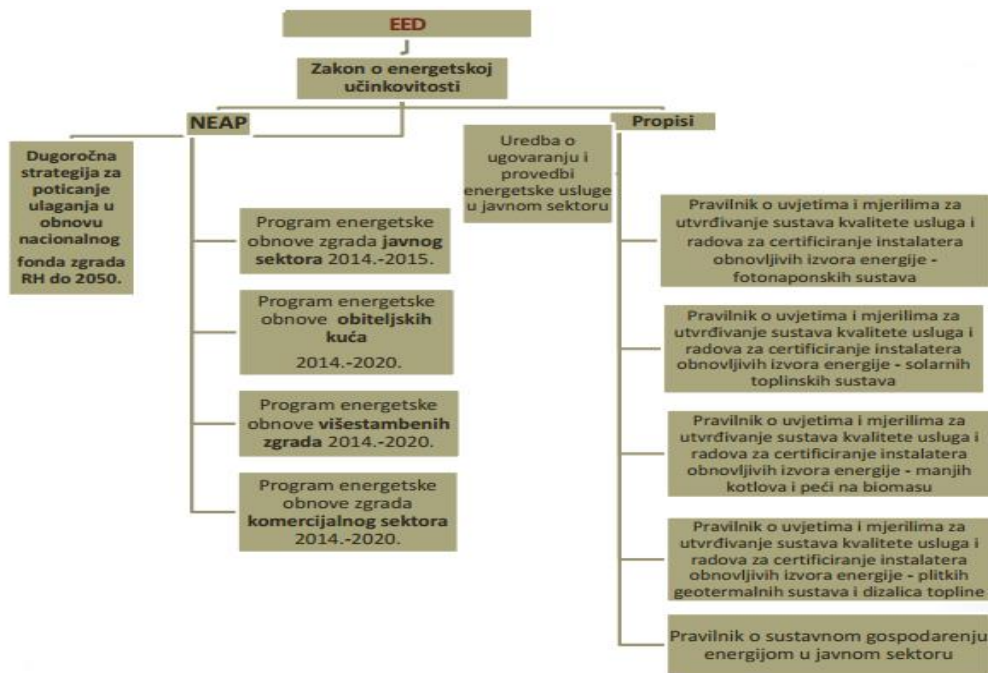 EED
Zakon o energetskoj
učinkovitosti
NEAP
Propisi
Dugoročna
strategija za
poticanje
ulaganja u
obnovu
nacionalnog
fonda zgrada
RH do 2050.
Program energetske
obnove zgrada javnog
sektora 2014.-2015.
Program energetske
obnove obiteljskih
kuća
2014.-2020.
Program energetske
obnove višestambenih
zgrada 2014.-2020.
Program energetske
obnove zgrada
komercijalnog sektora
2014.-2020.
Uredba o
ugovaranju i
provedbi
energetske usluge
u javnom sektoru
Pravilnik o uvjetima i mjerilima za
utvrđivanje sustava kvalitete usluga i
radova za certificiranje instalatera
obnovljivih izvora energije -
fotonaponskih sustava
Pravilnik o uvjetima i mjerilima za
utvrđivanje sustava kvalitete usluga i
radova za certificiranje instalatera
obnovljivih izvora energije - solarnih
toplinskih sustava
Pravilnik o uvjetima i mjerilima za
utvrđivanje sustava kvalitete usluga i
radova za certificiranje instalatera
obnovljivih izvora energije - manjih
kotlova i peći na biomasu
Pravilnik o uvjetima i mjerilima za
utvrđivanje sustava kvalitete usluga i
radova za certificiranje instalatera
obnovljivih izvora energije - plitkih
geotermalnih sustava i dizalica topline
Pravilnik o sustavnom gospodarenju
energijom u javnom sektoru